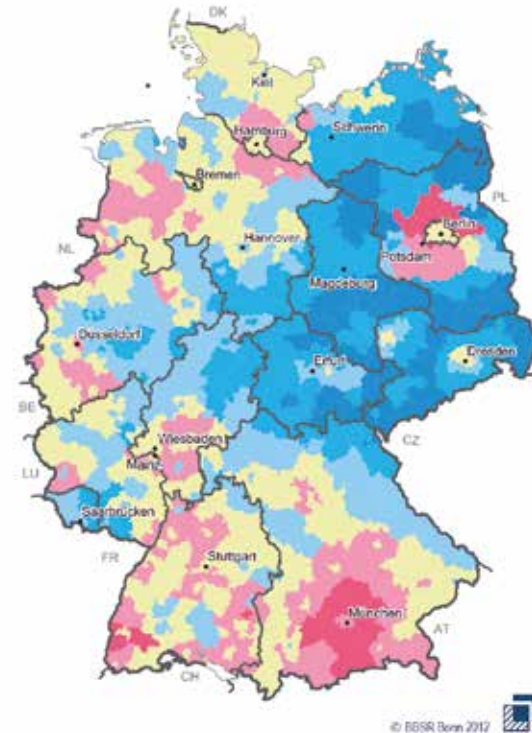 DK
Kiel
Schwerin
Hamburg
Bremen
PL
Berlin
NL
Hannover
Potsdam
Magdeburg
Düsseldorf
Erfurt
Dresden
BE
Wiesbaden
CZ
LU
Mainz
Saarbrücken
FR
Stuttgart
München
AT
CH
© BBSR Bonn 2012